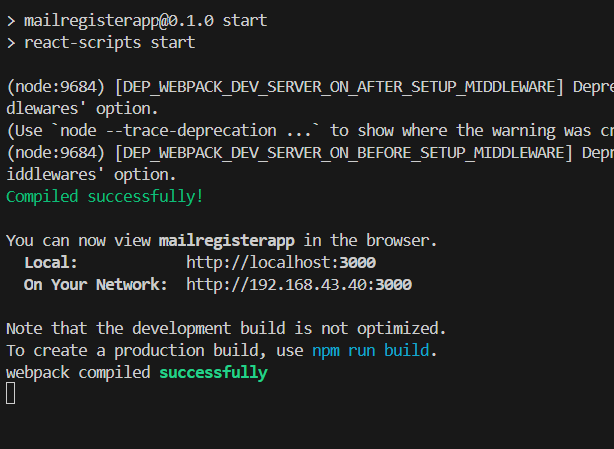 > mailregisterapp@0.1.0 start
> react-scripts start
(node:9684) [DEP_WEBPACK_DEV_SERVER_ON_AFTER_SETUP_MIDDLEWARE] Depre
dlewares' option.
(Use `node --trace-deprecation ...` to show where the warning was cr
(node:9684) [DEP_WEBPACK_DEV_SERVER_ON_BEFORE_SETUP_MIDDLEWARE] Depr
iddlewares' option.
Compiled successfully!
You can now view mailregisterapp in the browser.
Local: http://localhost:3000
On Your Network: http://192.168.43.40:3000
Note that the development build is not optimized.
To create a production build, use npm run build.
webpack compiled successfully